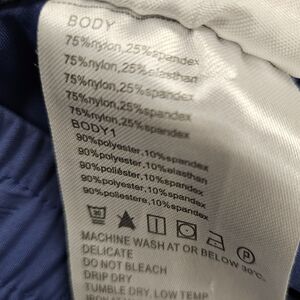 BODY
75%nylon,25%spandex
75%nylon,25%elasthan
75%nylon,25%spandex
75%nylon,25%spandex
75%nylon,25%spandex
BODY1
90%polyester,10%spandex
90%polyester,10%elasthan
90%poliéster,10%spandex
90%polyester,10%spandex
90%poliestere,10%spandex
MACHINE WASH AT OR BELOW 30°C
DELICATE
DO NOT BLEACH
DRIP DRY
TUMBLE DRY, LOW TEMP